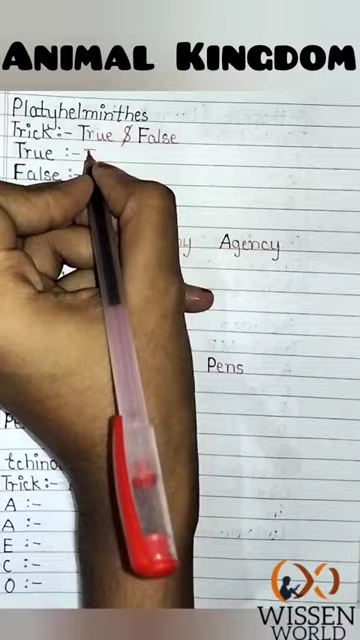 ANIMAL KINGDOM
Platyhelminthes
Trick :- True & False
True :- T
False :-
Agency
Pens
Trick :-
A :-
A :-
E :-
C :-
O :-
WISSEN
WORLD